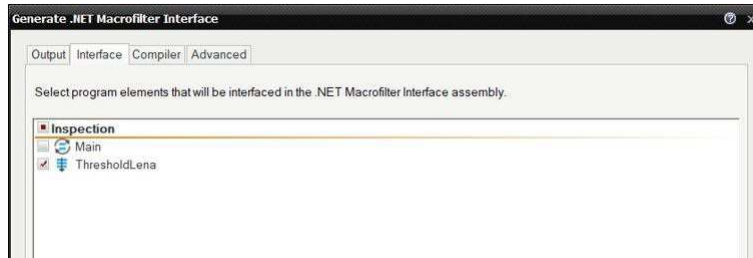 Generate .NET Macrofilter Interface
Output Interface Compiler Advanced
Select program elements that will be interfaced in the .NET Macrofilter Interface assembly.
Inspection
Main
ThresholdLena